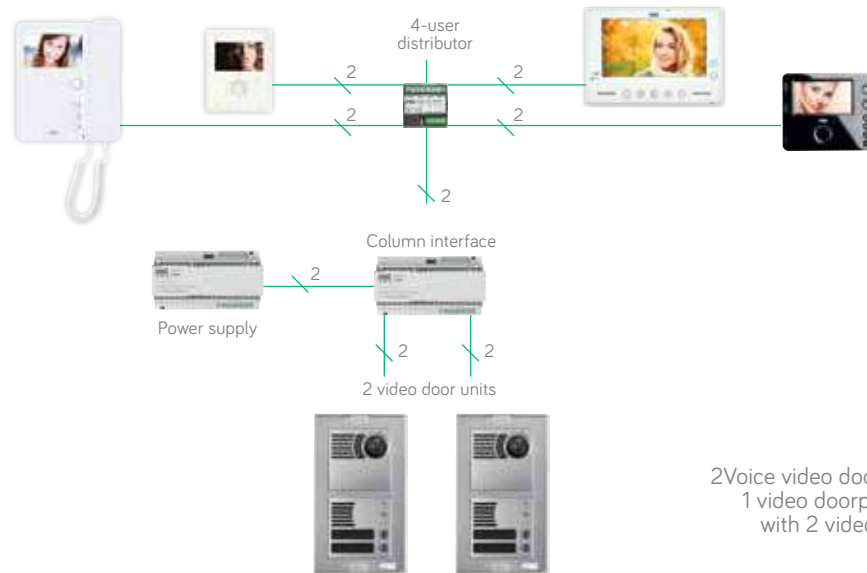 4-user
distributor
2
2
2
2
2
Column interface
2
Power supply
2
2
2 video door units
2Voice video doo
1 video doorp
with 2 video